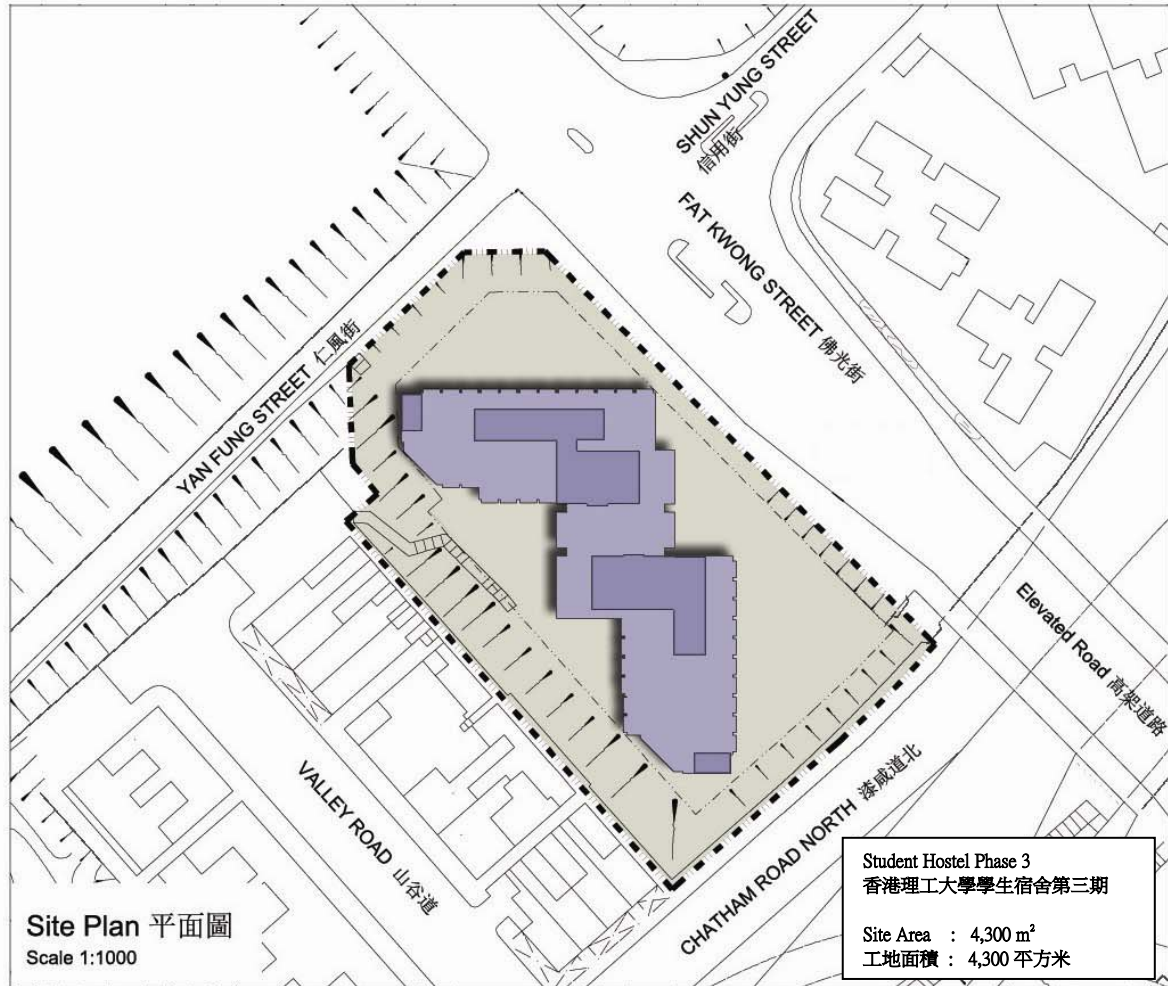 SHUN YUNG STREET
信用街
FAT KWONG STREET 佛光街
YAN FUNG STREET 仁風街
Elevated Road 高架道路
VALLEY ROAD 山谷道
CHATHAM ROAD NORTH 漆咸道北
Site Plan 平面圖
Scale 1:1000
Student Hostel Phase 3
香港理工大學學生宿舍第三期
Site Area : 4,300 m²
工地面積 : 4,300 平方米